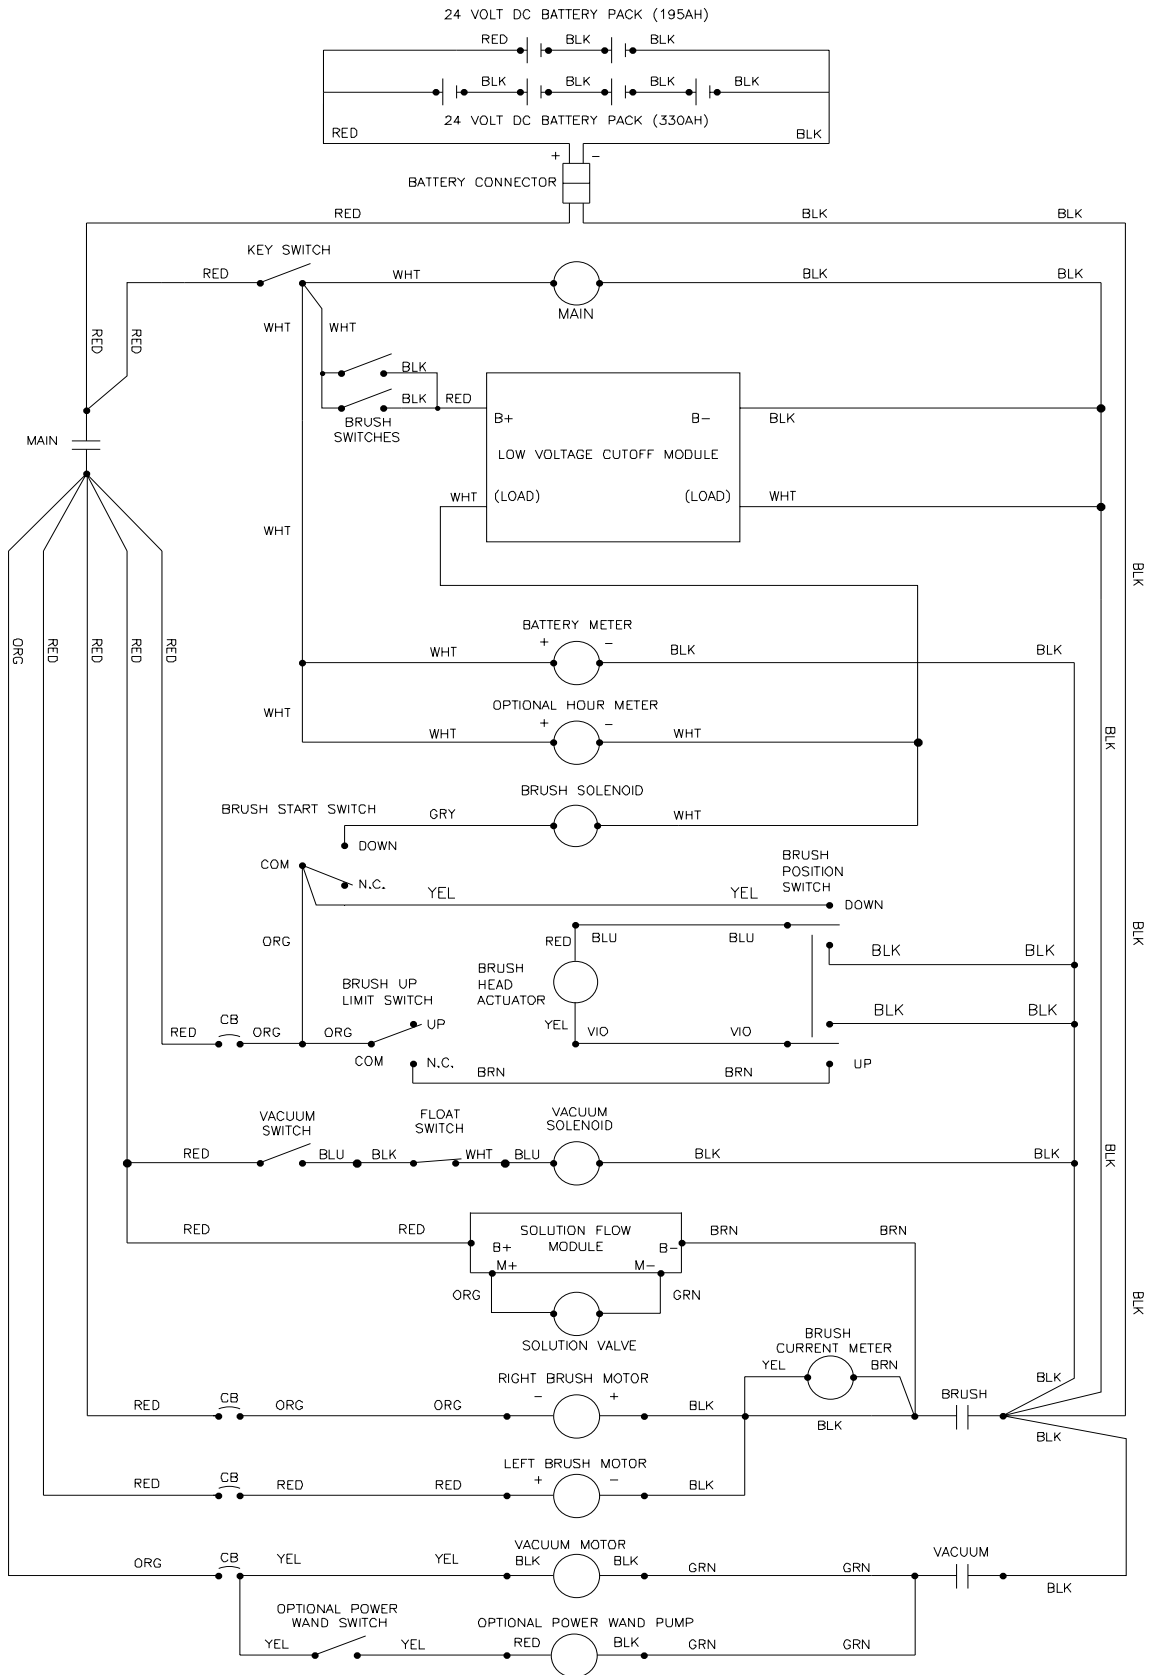 24 VOLT DC BATTERY PACK (195AH)
RED BLK BLK
BLK BLK BLK BLK
24 VOLT DC BATTERY PACK (330AH)
RED BLK
+ −
BATTERY CONNECTOR
RED BLK BLK
KEY SWITCH
RED WHT BLK BLK
MAIN
WHT WHT
RED RED
BLK
BLK RED
BRUSH
SWITCHES
B+ B− BLK
MAIN
LOW VOLTAGE CUTOFF MODULE
WHT (LOAD) (LOAD) WHT
WHT
BLK
BATTERY METER
+ −
WHT BLK BLK
ORG RED RED RED RED
OPTIONAL HOUR METER
WHT + −
WHT WHT
BLK
BRUSH SOLENOID
BRUSH START SWITCH
GRY WHT
DOWN
COM
N.C.
BRUSH
POSITION
SWITCH
YEL YEL
DOWN
ORG RED BLU BLU
BLK BLK
BLK
BRUSH
HEAD
ACTUATOR
BRUSH UP
LIMIT SWITCH
BLK BLK
RED CB ORG ORG UP
YEL VIO VIO
COM N.C. UP
BRN BRN
VACUUM
SWITCH
FLOAT
SWITCH
VACUUM
SOLENOID
RED BLU BLK WHT BLU BLK BLK
BLK
RED RED
SOLUTION FLOW
MODULE
BRN BRN
B+ B−
M+ M−
ORG GRN
BLK
SOLUTION VALVE
BRUSH
CURRENT METER
YEL BRN
RIGHT BRUSH MOTOR
− +
BRUSH BLK
RED CB ORG ORG BLK
BLK BLK
LEFT BRUSH MOTOR
+ −
RED CB RED RED BLK
VACUUM MOTOR
ORG CB YEL YEL BLK BLK GRN GRN VACUUM
BLK
OPTIONAL POWER
WAND SWITCH
OPTIONAL POWER WAND PUMP
YEL YEL RED BLK GRN GRN